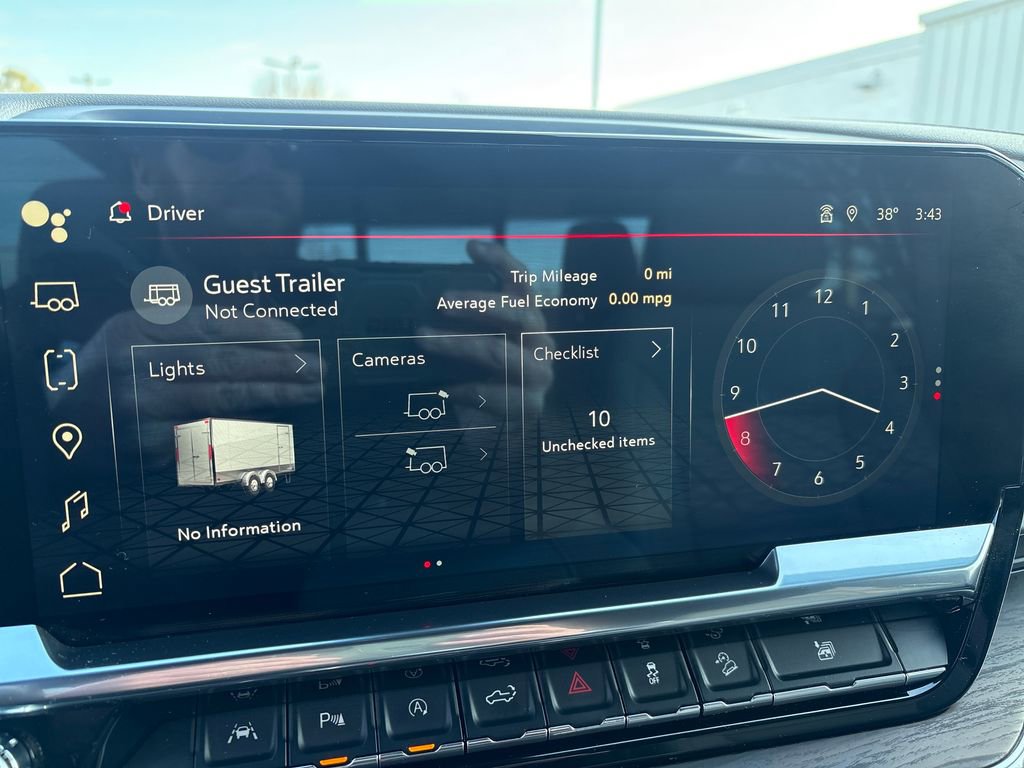 Driver
38° 3:43
Guest Trailer
Not Connected
Trip Mileage 0 mi
Average Fuel Economy 0.00 mpg
Lights
No Information
Cameras
Checklist
10
Unchecked items
12
1
2
3
4
5
6
7
8
9
10
11
P
A
OFF